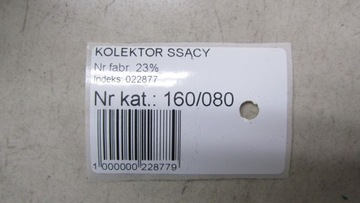 KOLEKTOR SSĄCY
Nr fabr. 23%
Indeks: 022877
Nr kat.: 160/080
1 000000 228779